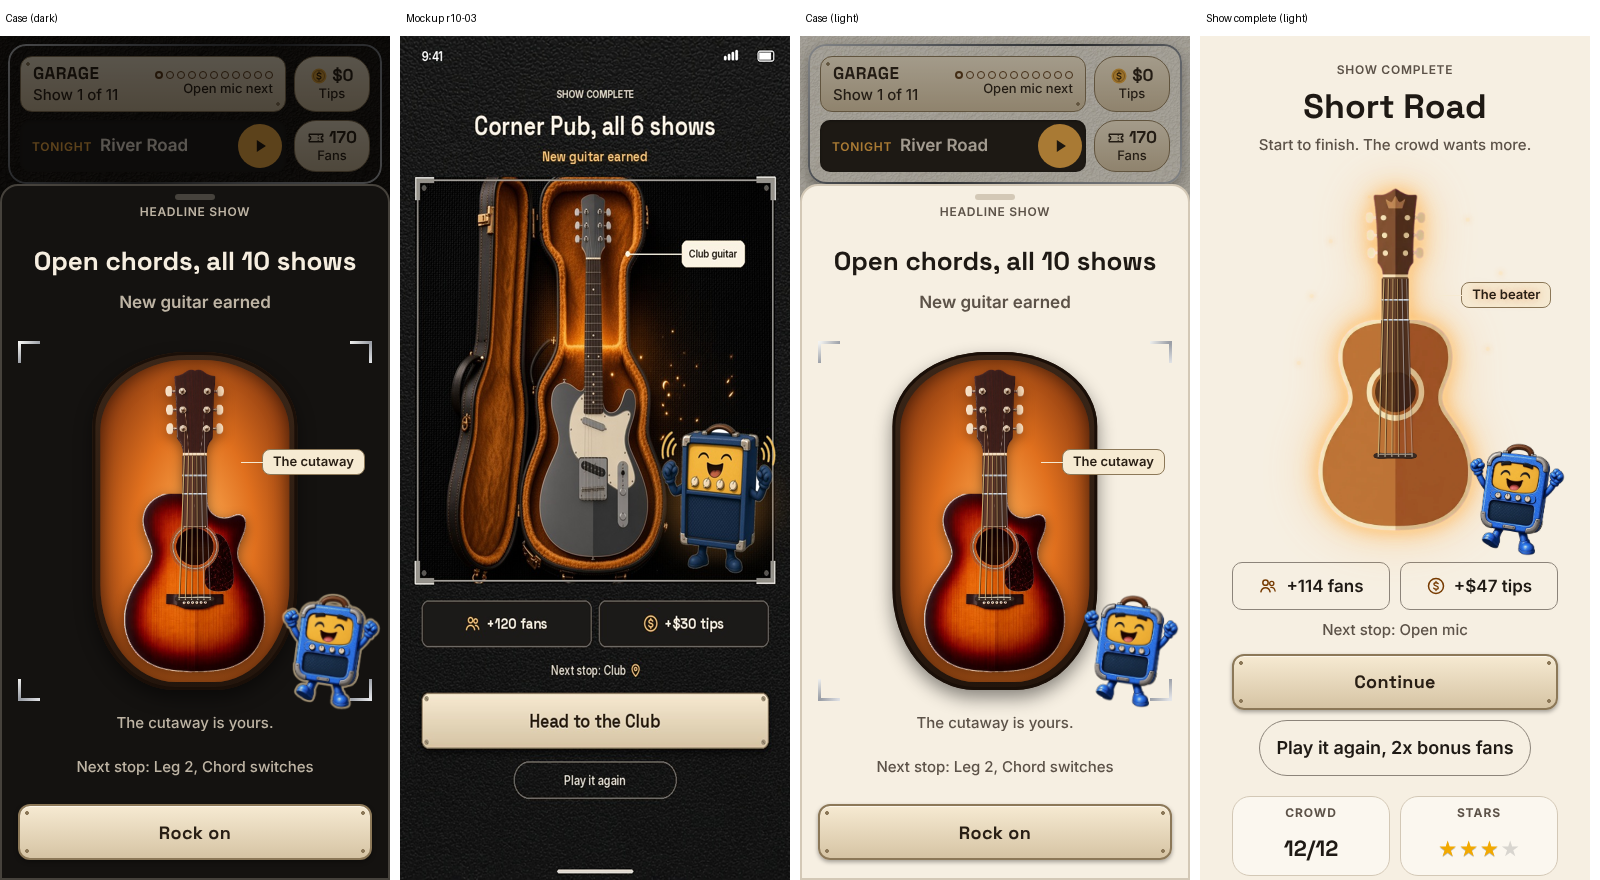 Case (dark)
GARAGE
Show 1 of 11
Open mic next
$0
Tips
TONIGHT River Road
170
Fans
HEADLINE SHOW
Open chords, all 10 shows
New guitar earned
The cutaway
The cutaway is yours.
Next stop: Leg 2, Chord switches
Rock on
Mockup r10-03
9:41
SHOW COMPLETE
Corner Pub, all 6 shows
New guitar earned
Club guitar
+120 fans
+$30 tips
Next stop: Club
Head to the Club
Play it again
Case (light)
GARAGE
Show 1 of 11
Open mic next
$0
Tips
TONIGHT River Road
170
Fans
HEADLINE SHOW
Open chords, all 10 shows
New guitar earned
The cutaway
The cutaway is yours.
Next stop: Leg 2, Chord switches
Rock on
Show complete (light)
SHOW COMPLETE
Short Road
Start to finish. The crowd wants more.
The beater
+114 fans
+$47 tips
Next stop: Open mic
Continue
Play it again, 2x bonus fans
CROWD
12/12
STARS